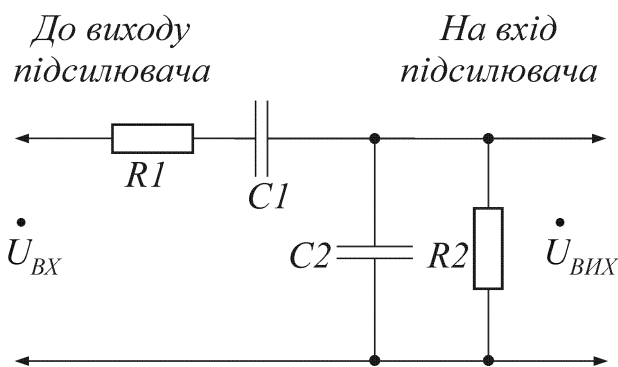 До виходу
підсилювача
На вхід
підсилювача
R1
C1
C2
R2
U̇ВХ
U̇ВИХ